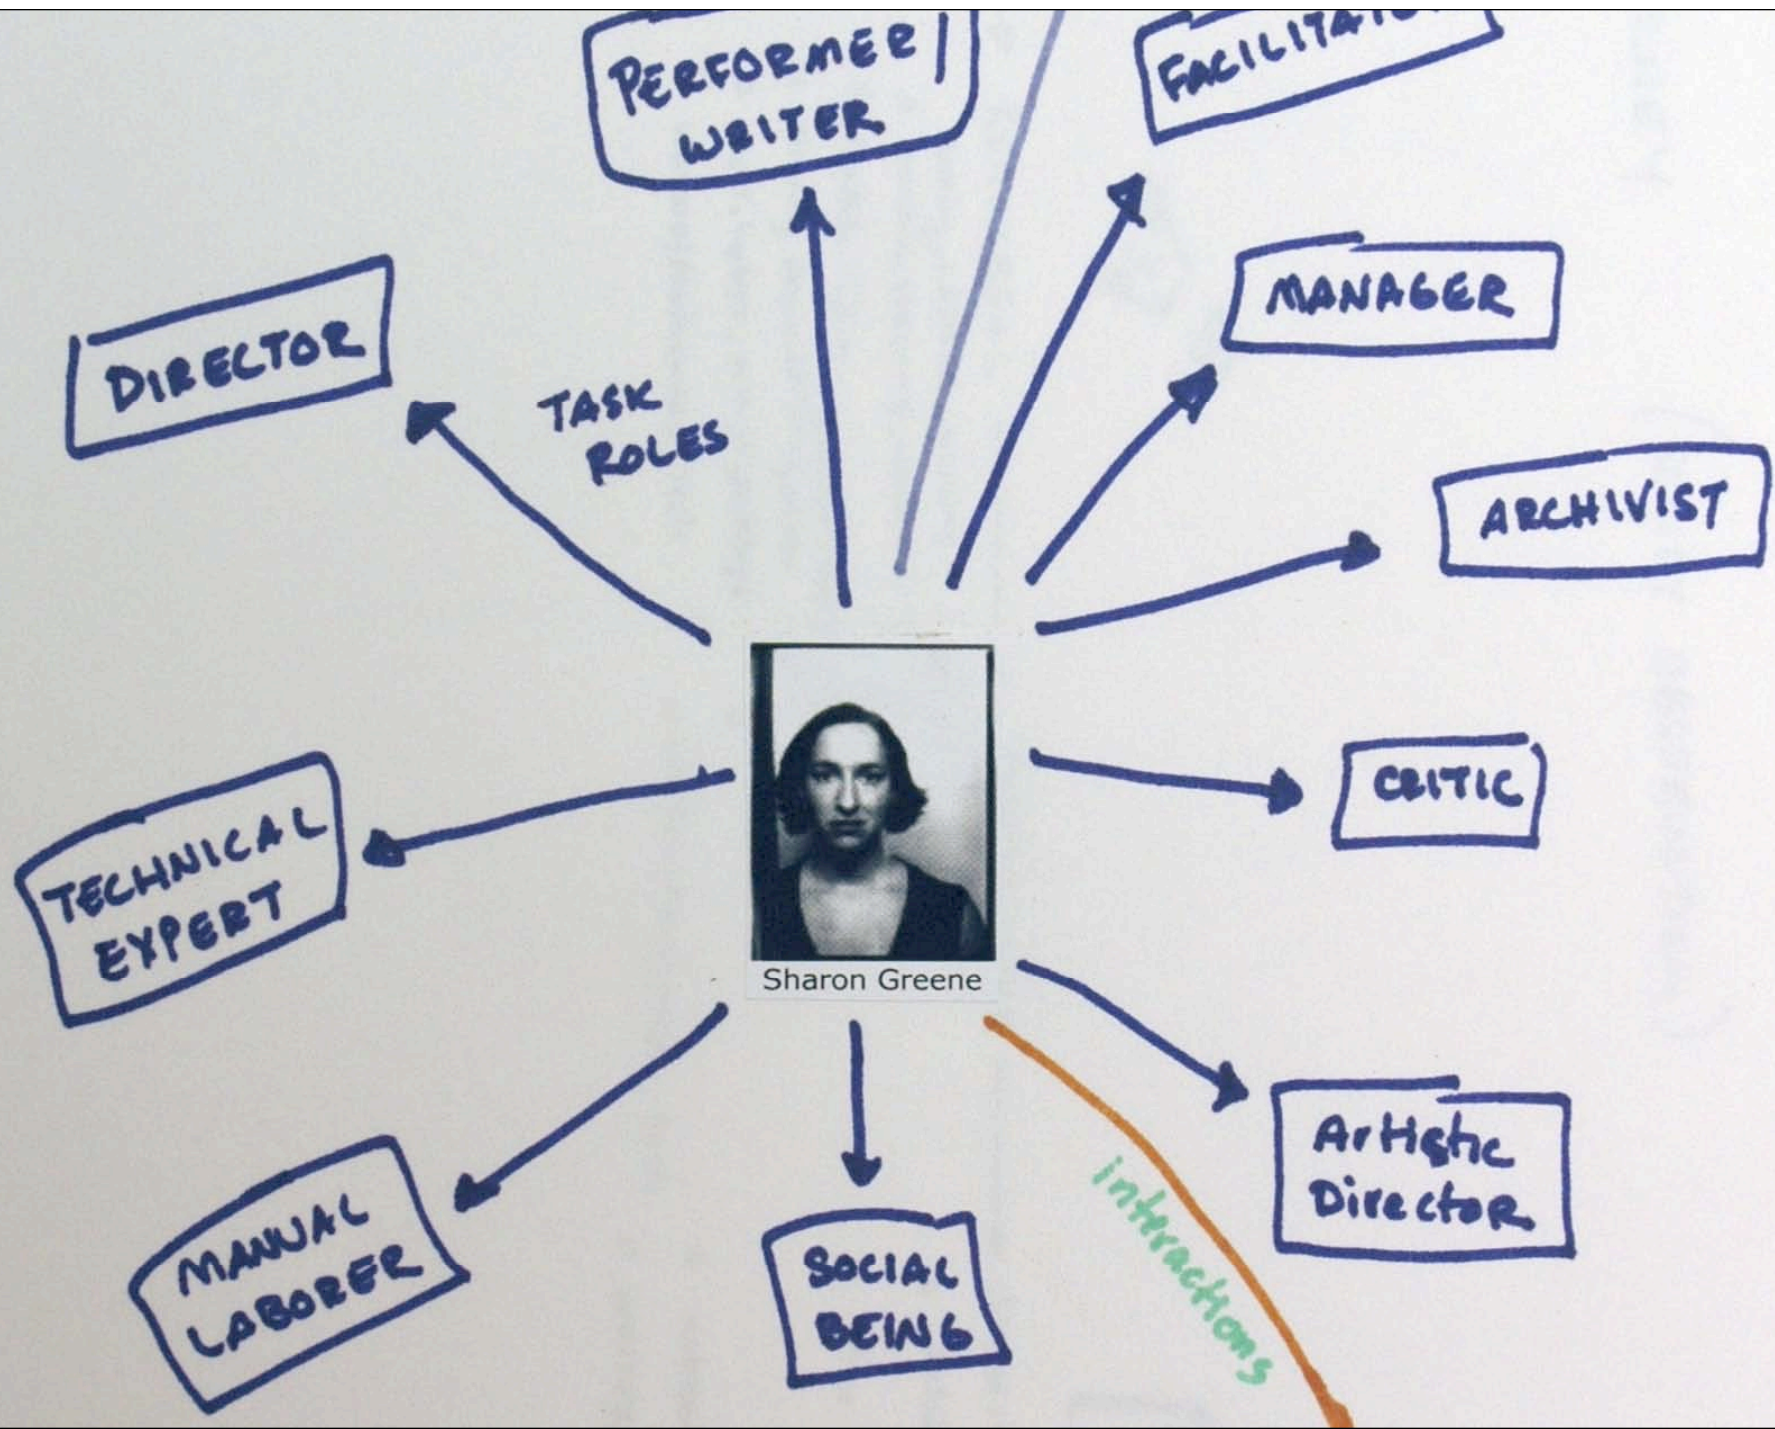 PERFORMER/
WRITER
FACILITATOR
MANAGER
DIRECTOR
TASK
ROLES
ARCHIVIST
CRITIC
TECHNICAL
EXPERT
Sharon Greene
Artistic
Director
interactions
MANUAL
LABORER
SOCIAL
BEING